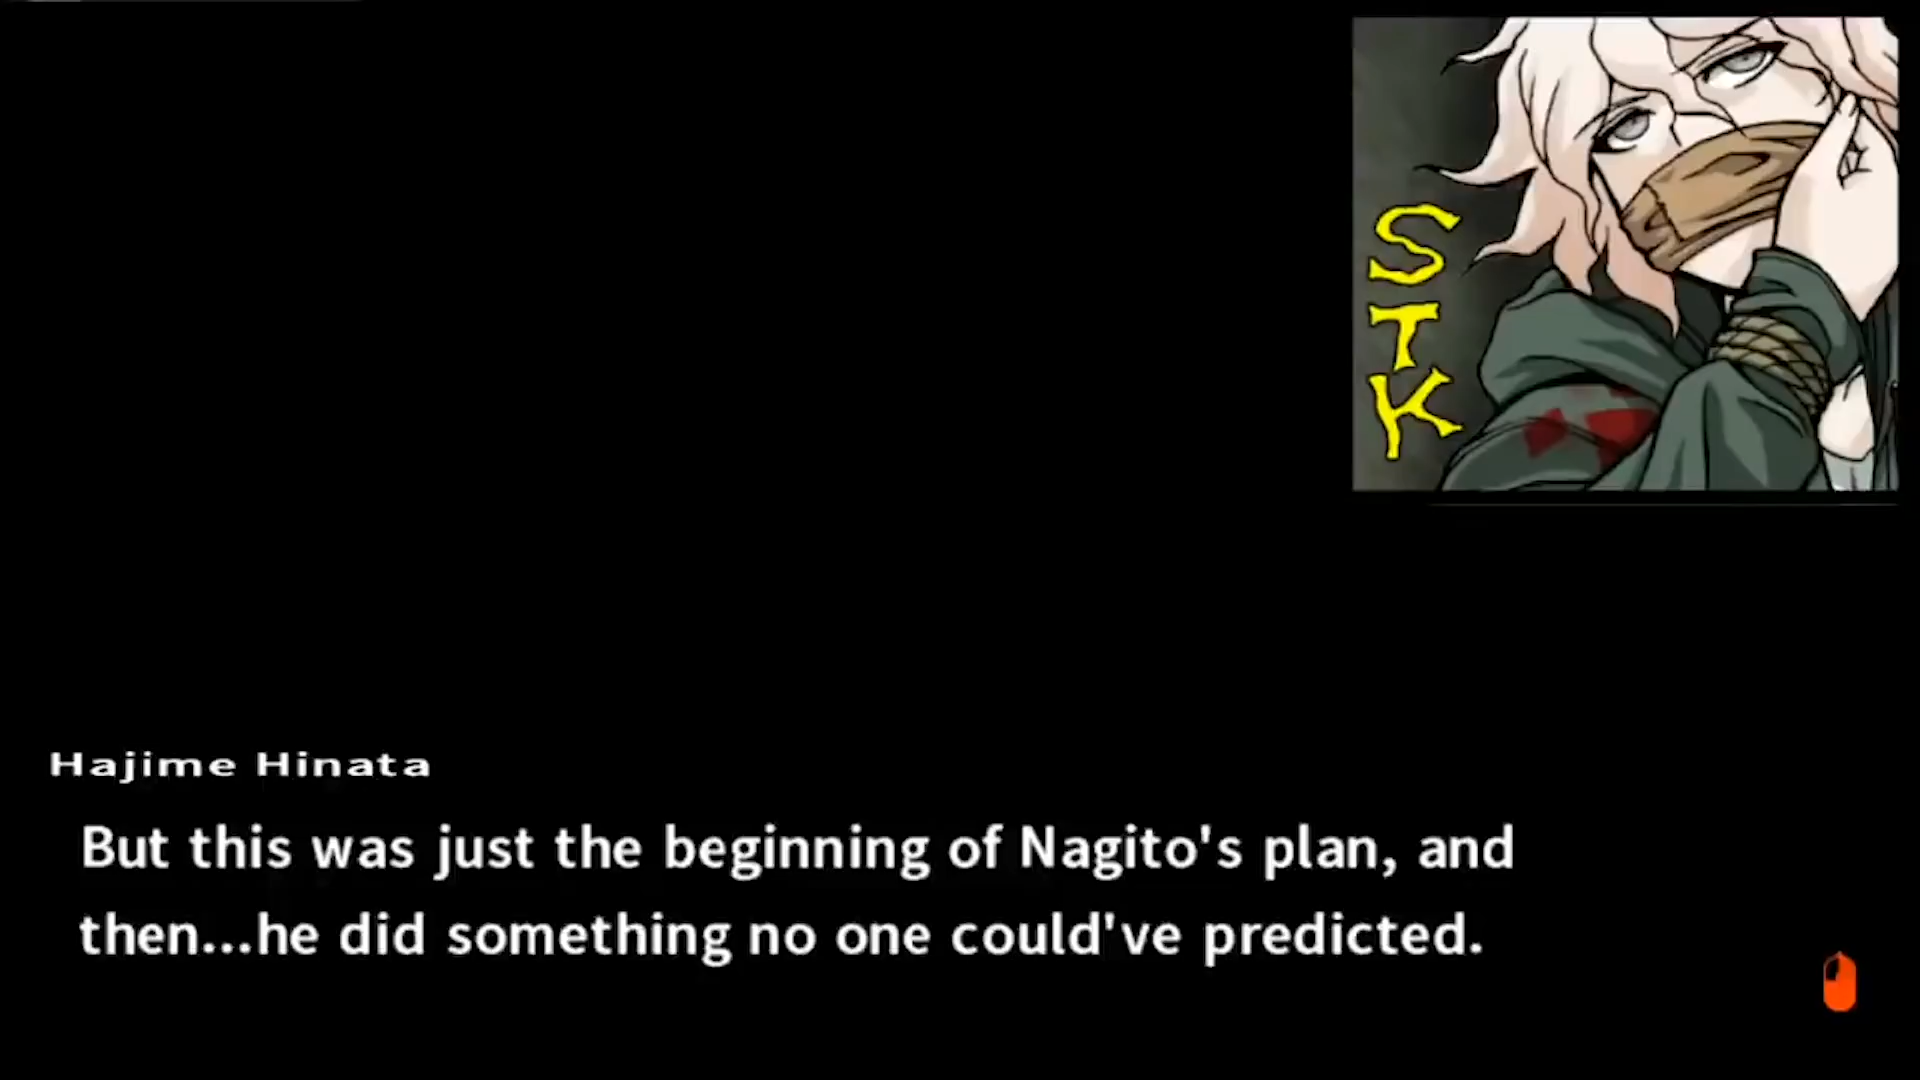 STK
Hajime Hinata
But this was just the beginning of Nagito's plan, and
then...he did something no one could've predicted.